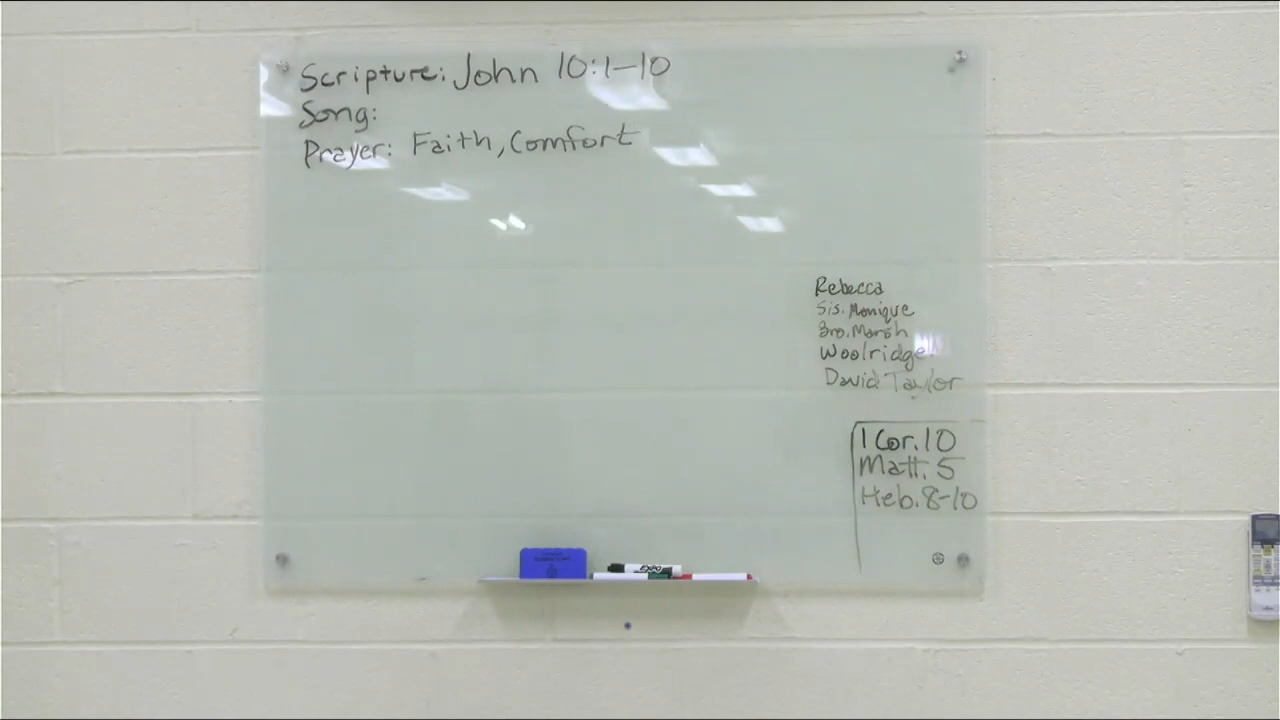 Scripture: John 10:1-10
Song:
Prayer: Faith, Comfort
Rebecca
Sis. Monique
Bro. Marsh
Woolridge
David Taylor
1 Cor. 10
Matt. 5
Heb. 8-10
EXPO